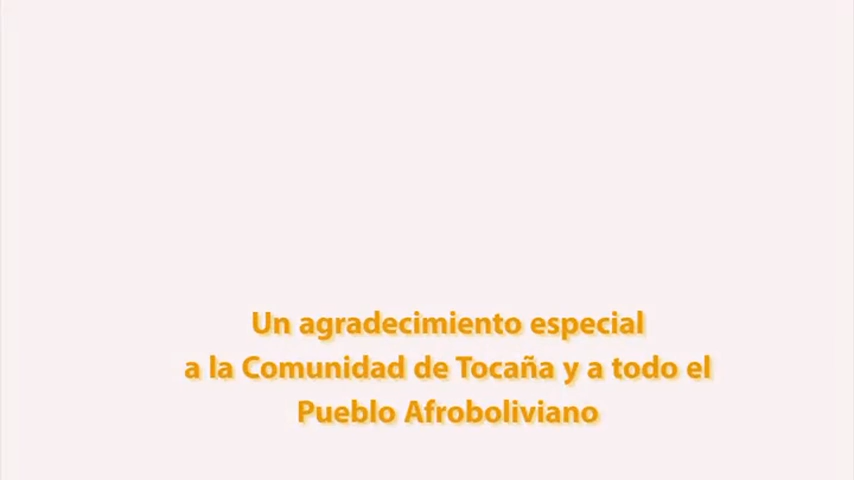 Un agradecimiento especial
a la Comunidad de Tocaña y a todo el
Pueblo Afroboliviano